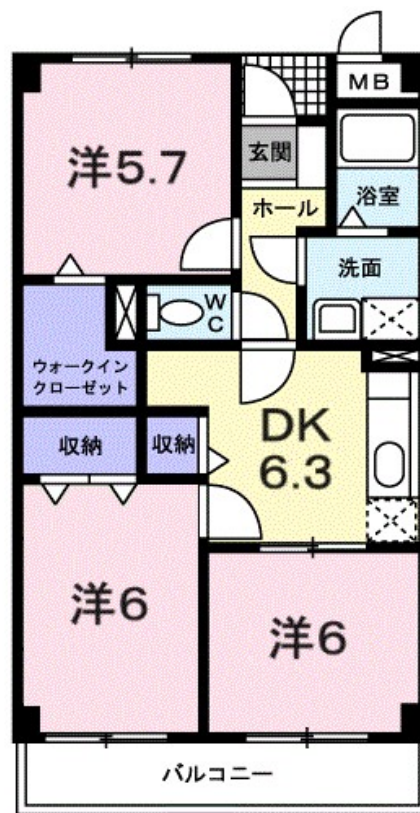 MB
洋5.7
玄関
浴室
ホール
洗面
W
C
ウォークイン
クローゼット
DK
6.3
収納
収納
洋6
洋6
バルコニー